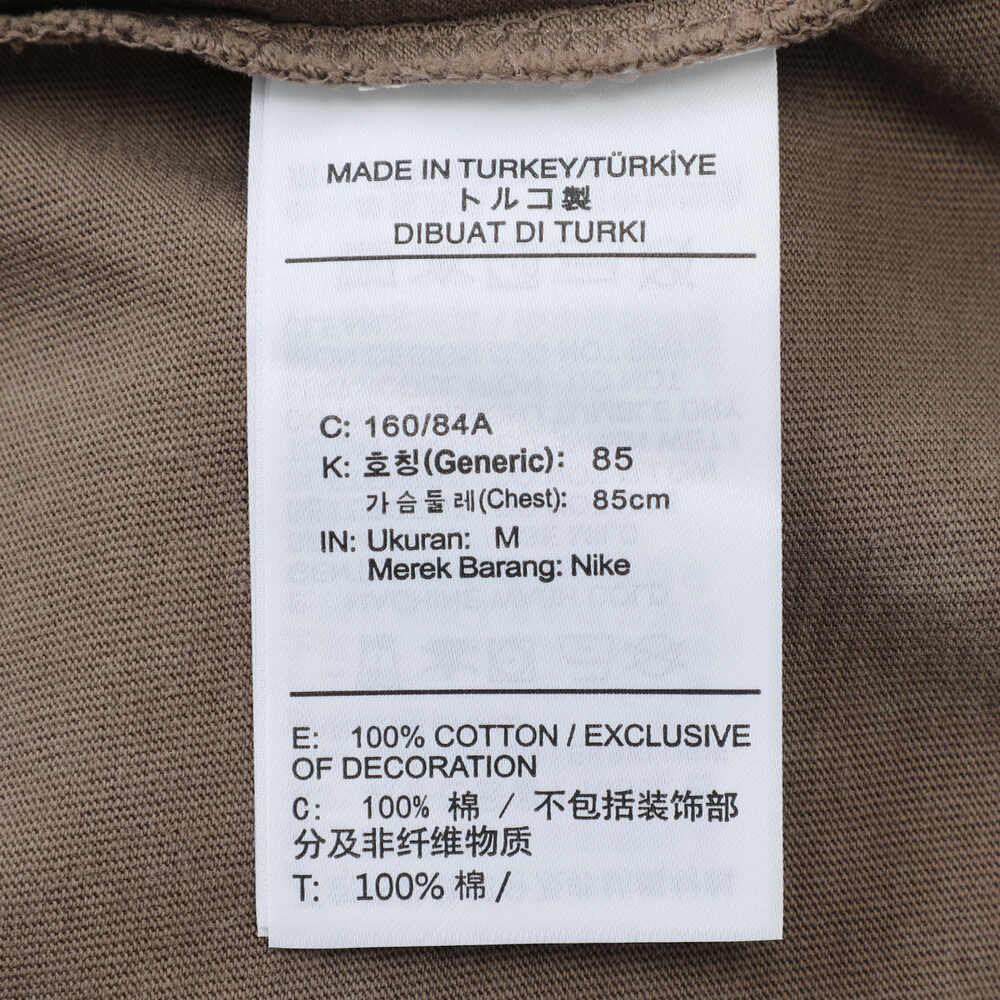 MADE IN TURKEY/TÜRKİYE
トルコ製
DIBUAT DI TURKI
C: 160/84A
K: 호칭(Generic): 85
가슴둘레(Chest): 85cm
IN: Ukuran: M
Merek Barang: Nike
E: 100% COTTON / EXCLUSIVE
OF DECORATION
C: 100% 棉 / 不包括装饰部
分及非纤维物质
T: 100% 棉 /